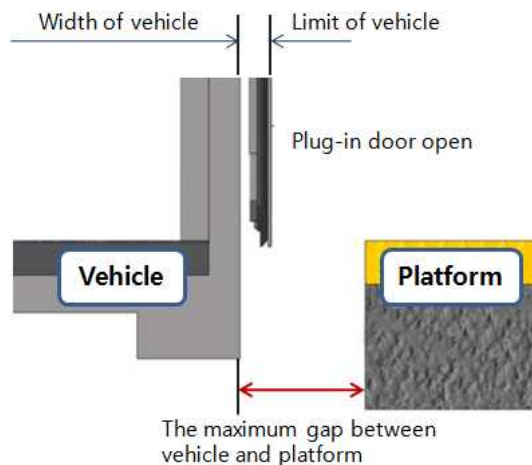 Width of vehicle
Limit of vehicle
Plug-in door open
Vehicle
Platform
The maximum gap between
vehicle and platform